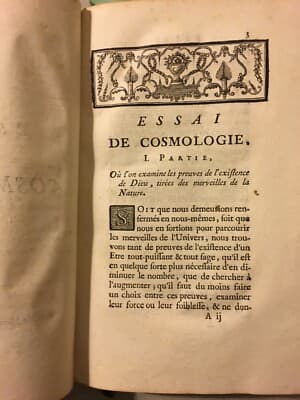 3
ESSAI
DE COSMOLOGIE,
I. PARTIE,
Où l'on examine les preuves de l'existence
de Dieu, tirées des merveilles de la
Nature.
SOIT que nous demeurions ren-
fermés en nous-mêmes, soit que
nous en sortions pour parcourir
les merveilles de l'Univers, nous trou-
vons tant de preuves de l'existence d'un
Etre tout-puissant & tout sage, qu'il est en
quelque sorte plus nécessaire d'en di-
minuer le nombre, que de chercher à
l'augmenter; qu'il faut du moins faire
un choix entre ces preuves, examiner
leur force ou leur foiblesse, & ne don-
A ij